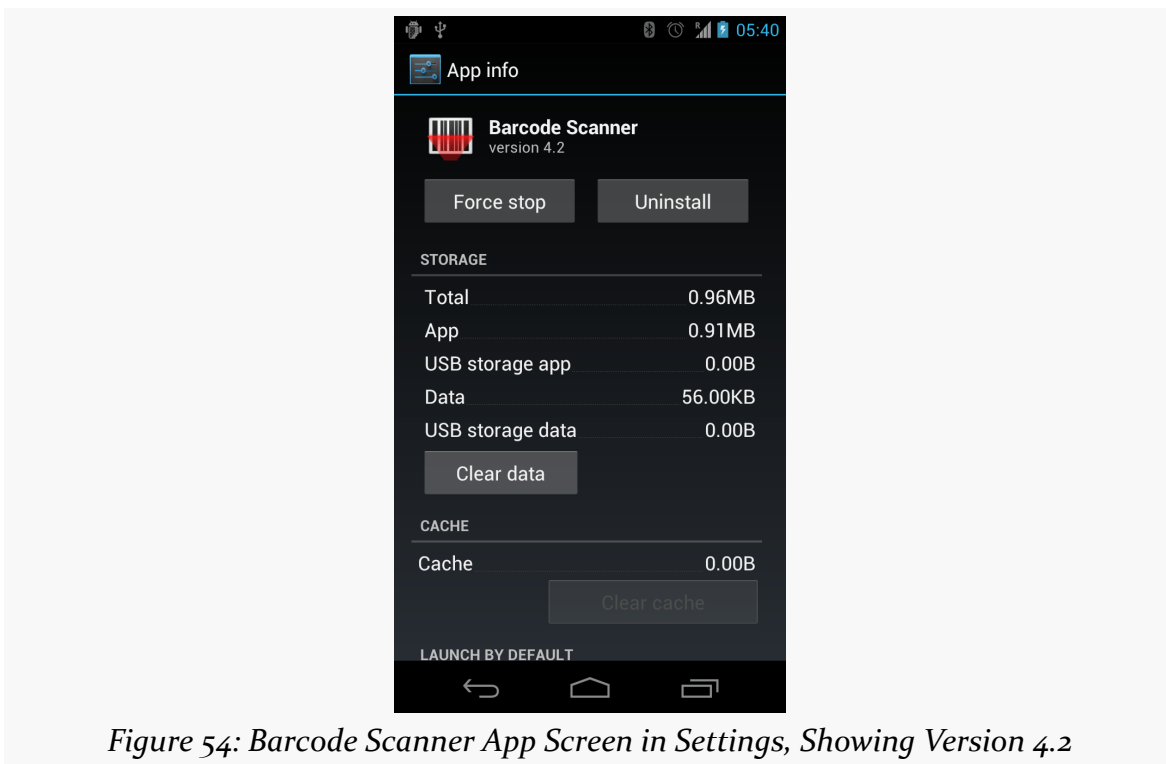 R 05:40
App info
Barcode Scanner
version 4.2
Force stop Uninstall
STORAGE
Total 0.96MB
App 0.91MB
USB storage app 0.00B
Data 56.00KB
USB storage data 0.00B
Clear data
CACHE
Cache 0.00B
Clear cache
LAUNCH BY DEFAULT
Figure 54: Barcode Scanner App Screen in Settings, Showing Version 4.2